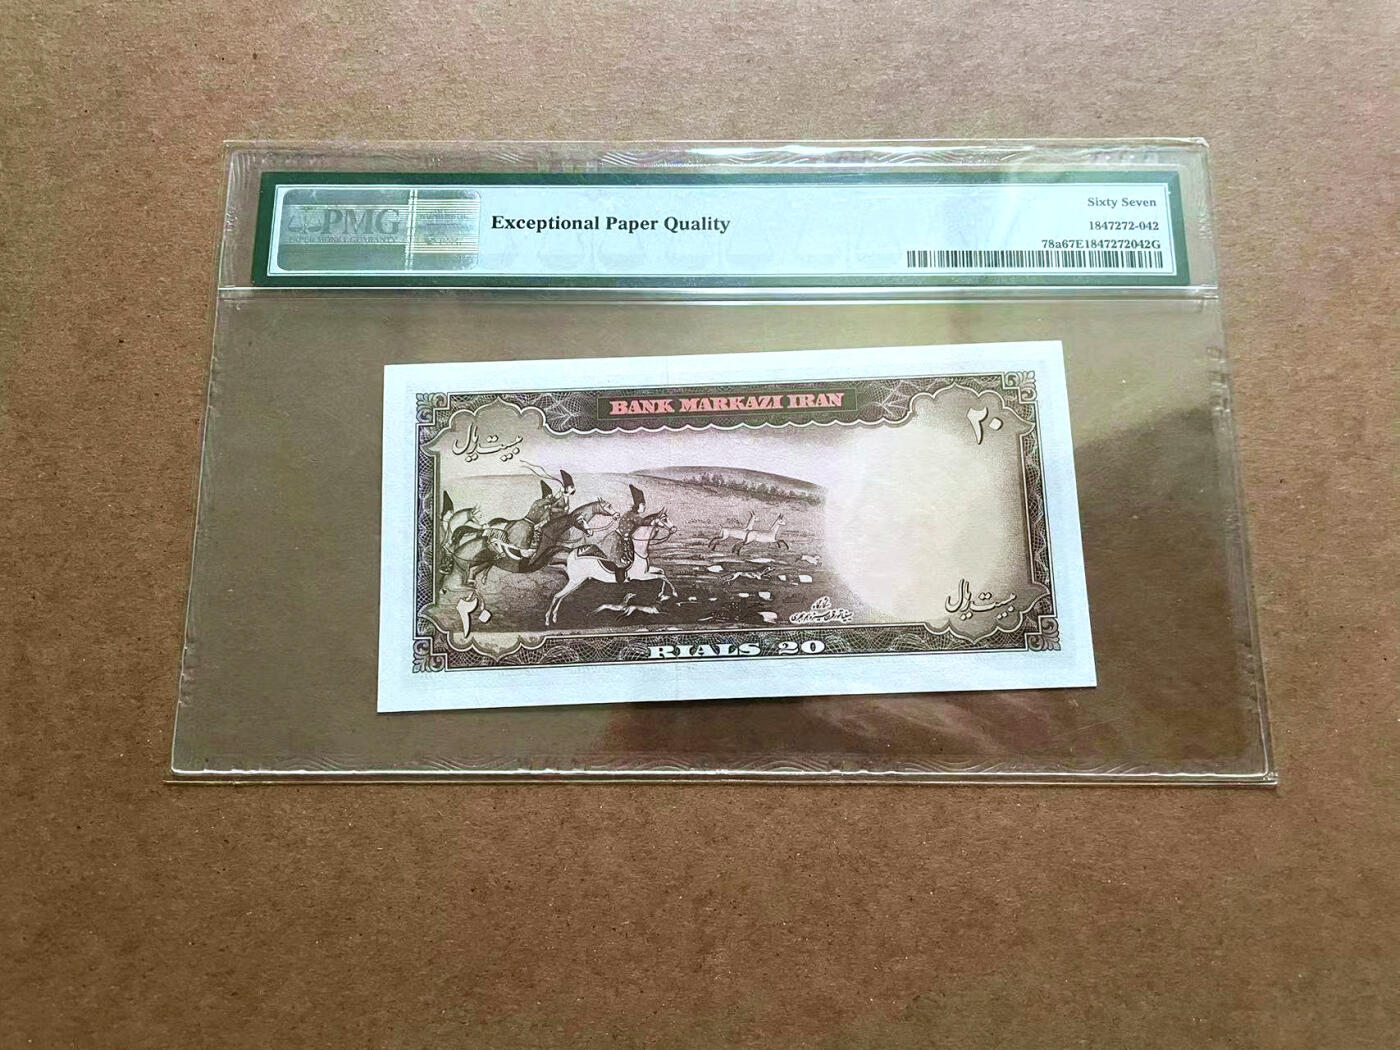 PMG
Exceptional Paper Quality
Sixty Seven
1847272-042
78a67E1847272042G
BANK MARKAZI IRAN
۲۰
بیست ریال
۲۰
بیست ریال
RIALS 20